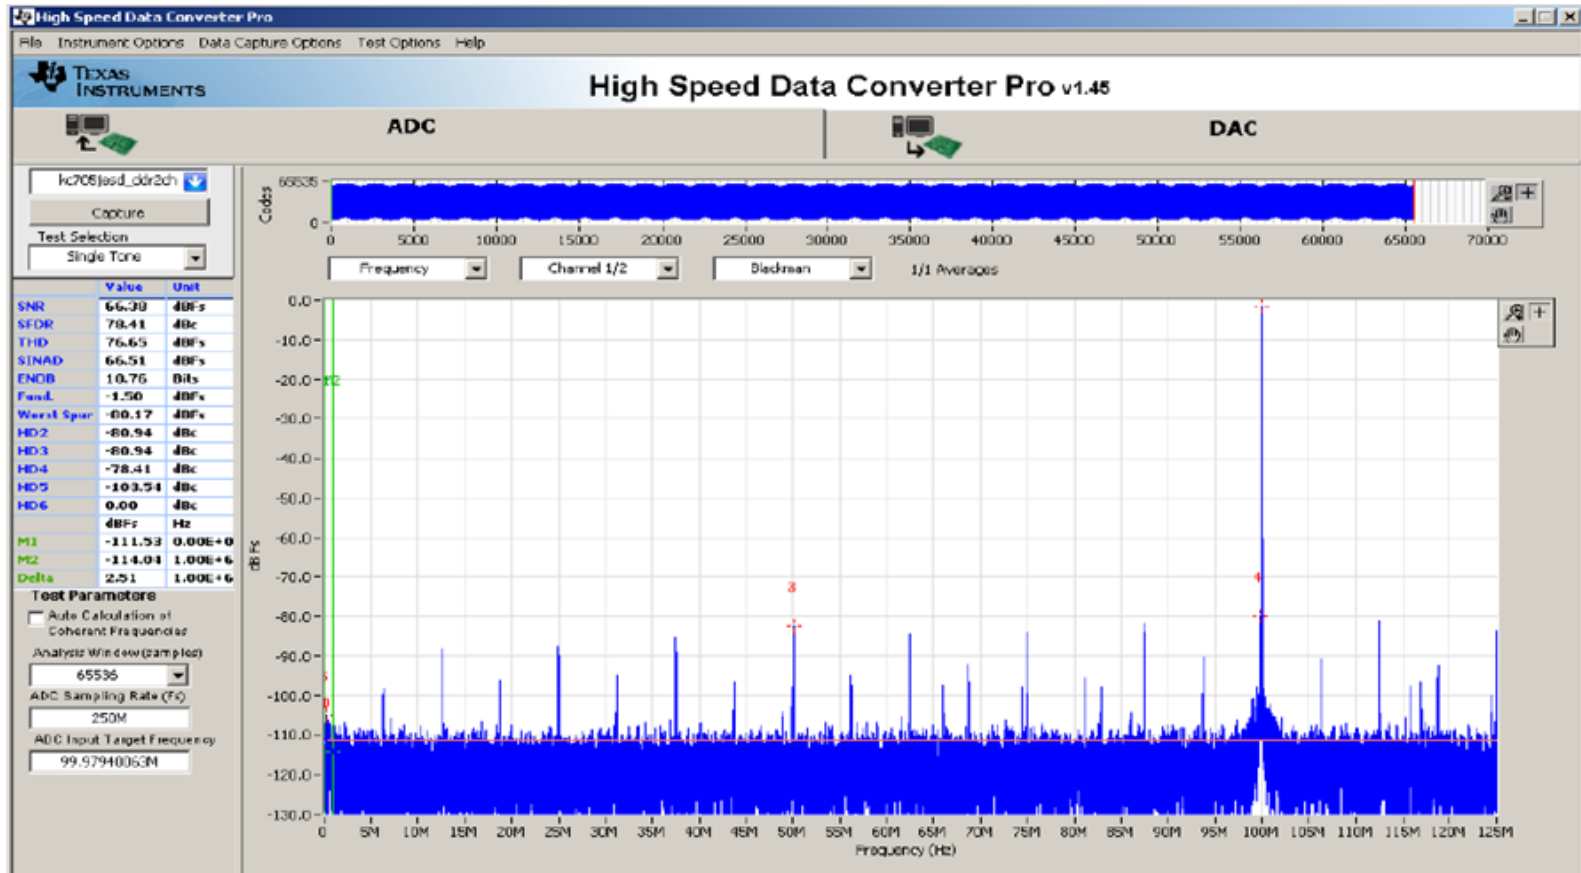 High Speed Data Converter Pro
File Instrument Options Data Capture Options Test Options Help
TEXAS INSTRUMENTS
High Speed Data Converter Pro v1.45
ADC
DAC
kc705jesd_ddr2ch
Capture
Test Selection
Single Tone
Value Unit
SNR 66.38 dBFs
SFDR 78.41 dBc
THD 76.65 dBFs
SINAD 66.51 dBFs
ENOB 10.76 Bits
Fund. -1.50 dBFs
Worst Spur -80.17 dBFs
HD2 -80.94 dBc
HD3 -80.94 dBc
HD4 -78.41 dBc
HD5 -103.54 dBc
HD6 0.00 dBc
dBFs Hz
M1 -111.53 0.00E+0
M2 -114.04 1.00E+6
Delta 2.51 1.00E+6
Test Parameters
Auto Calculation of
Coherent Frequencies
Analysis Window(samples)
65536
ADC Sampling Rate (Fs)
250M
ADC Input Target Frequency
99.97940063M
Codes
65535
0
0 5000 10000 15000 20000 25000 30000 35000 40000 45000 50000 55000 60000 65000 70000
Frequency Channel 1/2 Blackman 1/1 Averages
dBFs
0.0
-10.0
-20.0
-30.0
-40.0
-50.0
-60.0
-70.0
-80.0
-90.0
-100.0
-110.0
-120.0
-130.0
3
4
0 5M 10M 15M 20M 25M 30M 35M 40M 45M 50M 55M 60M 65M 70M 75M 80M 85M 90M 95M 100M 105M 110M 115M 120M 125M
Frequency (Hz)